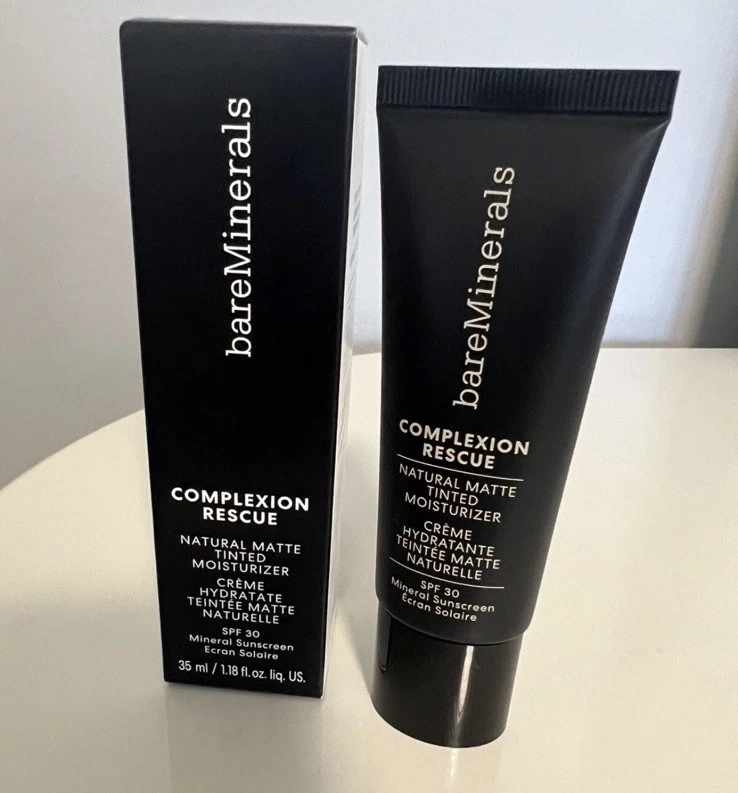 bareMinerals
COMPLEXION
RESCUE
NATURAL MATTE
TINTED
MOISTURIZER
CRÈME
HYDRATATE
TEINTÉE MATTE
NATURELLE
SPF 30
Mineral Sunscreen
Ecran Solaire
35 ml / 1.18 fl.oz. liq. US.
bareMinerals
COMPLEXION
RESCUE
NATURAL MATTE
TINTED
MOISTURIZER
CRÈME
HYDRATANTE
TEINTÉE MATTE
NATURELLE
SPF 30
Mineral Sunscreen
Écran Solaire